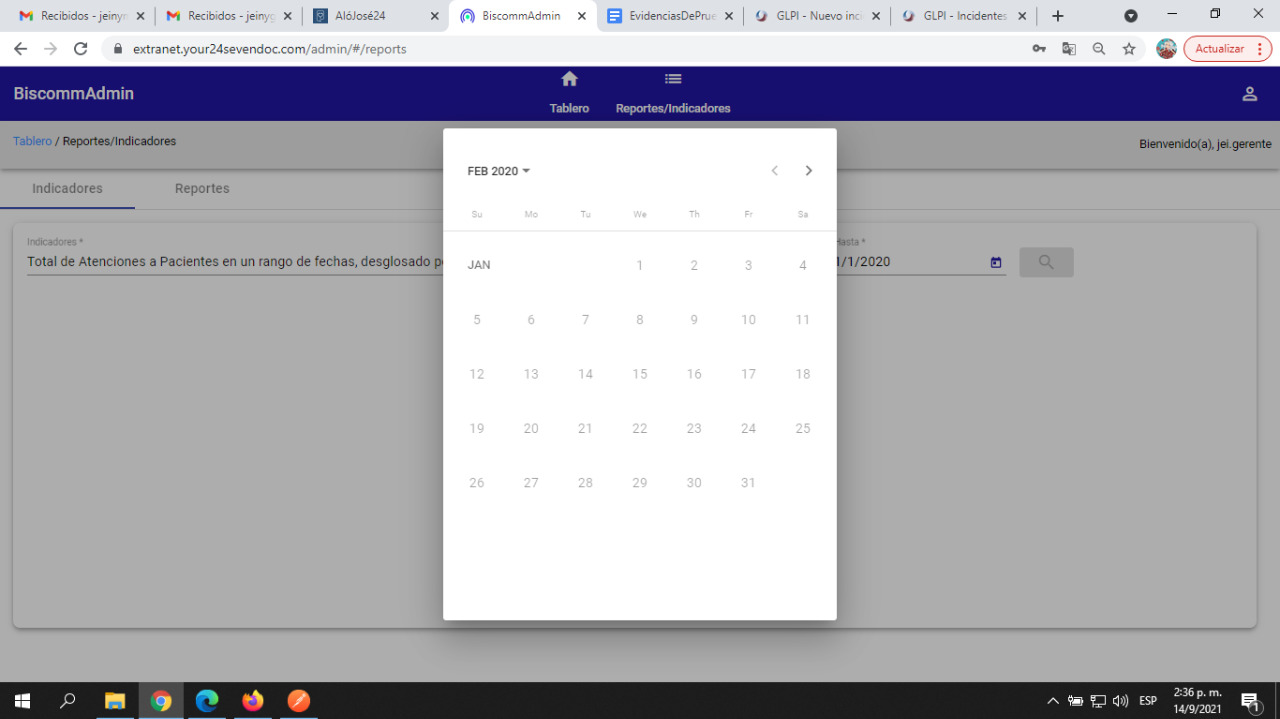 Recibidos - jeinyr
Recibidos - jeinyg
AlóJosé24
BiscommAdmin
EvidenciasDePrue
GLPI - Nuevo inci
GLPI - Incidentes
extranet.your24sevendoc.com/admin/#/reports
Actualizar
BiscommAdmin
Tablero
Reportes/Indicadores
Tablero / Reportes/Indicadores
Bienvenido(a), jei.gerente
Indicadores
Reportes
Indicadores *
Total de Atenciones a Pacientes en un rango de fechas, desglosado po
Hasta *
1/1/2020
FEB 2020
Su Mo Tu We Th Fr Sa
JAN 1 2 3 4
5 6 7 8 9 10 11
12 13 14 15 16 17 18
19 20 21 22 23 24 25
26 27 28 29 30 31
ESP
2:36 p. m.
14/9/2021
1